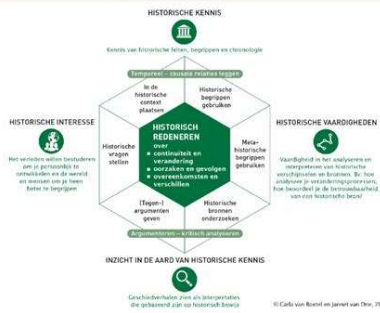 HISTORISCHE KENNIS
Kennis van historische feiten, begrippen en chronologie
Temporeel – causale relaties leggen
In de
historische
context
plaatsen
Historische
begrippen
gebruiken
HISTORISCHE INTERESSE
Het verleden willen bestuderen
om je persoonlijk te
ontwikkelen en de wereld
en mensen om je heen
beter te begrijpen
Historische
vragen
stellen
HISTORISCH
REDENEREN
over
• continuïteit en
verandering
• oorzaken en gevolgen
• overeenkomsten en
verschillen
Meta-
historische
begrippen
gebruiken
HISTORISCHE VAARDIGHEDEN
Vaardigheid in het analyseren en
interpreteren van historische
verschijnselen en bronnen. Bv: hoe
analyseer je veranderingsprocessen,
hoe beoordeel je de betrouwbaarheid
van een historische bron?
(Tegen-)
argumenten
geven
Historische
bronnen
onderzoeken
Argumenteren – kritisch analyseren
INZICHT IN DE AARD VAN HISTORISCHE KENNIS
Geschiedverhalen zien als interpretaties
die gebaseerd zijn op historisch bewijs
© Carla van Boxtel en Jannet van Drie,